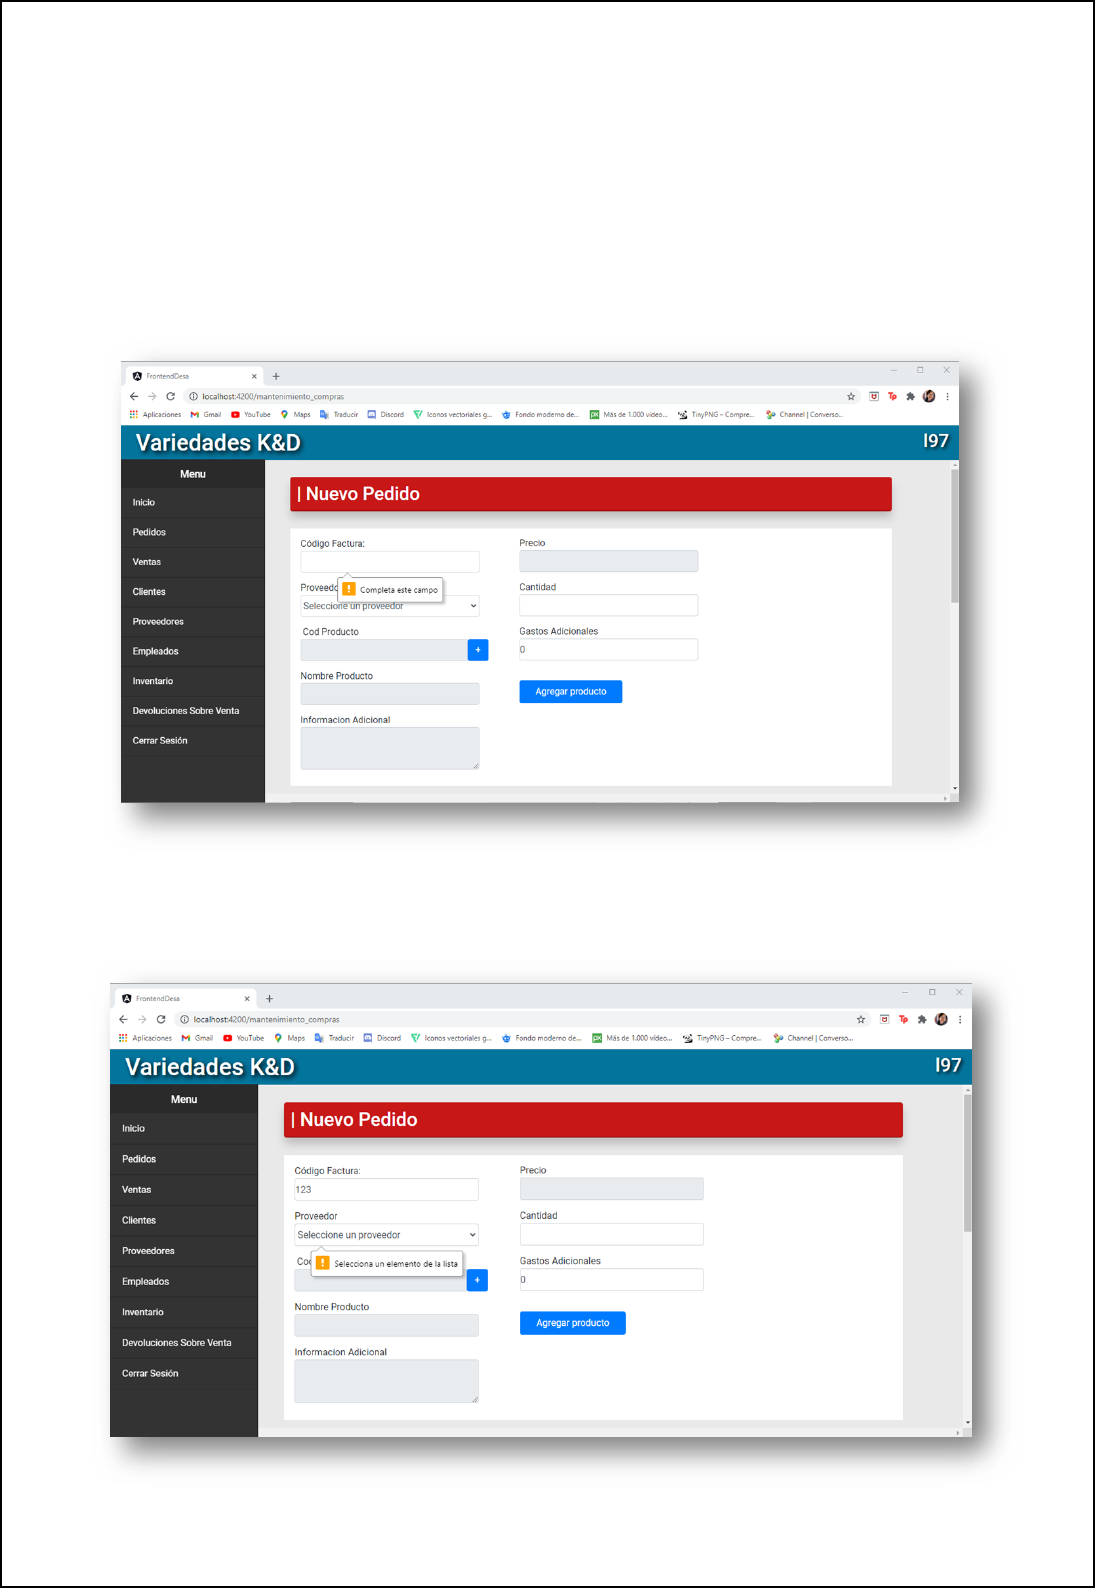 FrontendDesa
localhost:4200/mantenimiento_compras
Aplicaciones Gmail YouTube Maps Traducir Discord Iconos vectoriales g... Fondo moderno de... Más de 1.000 vídeo... TinyPNG – Compre... Channel | Converso...
Variedades K&D
l97
Menu
Inicio
Pedidos
Ventas
Clientes
Proveedores
Empleados
Inventario
Devoluciones Sobre Venta
Cerrar Sesión
| Nuevo Pedido
Código Factura:
Completa este campo
Seleccione un proveedor
Cod Producto
+
Nombre Producto
Informacion Adicional
Precio
Cantidad
Gastos Adicionales
0
Agregar producto
FrontendDesa
localhost:4200/mantenimiento_compras
Aplicaciones Gmail YouTube Maps Traducir Discord Iconos vectoriales g... Fondo moderno de... Más de 1.000 vídeo... TinyPNG – Compre... Channel | Converso...
Variedades K&D
l97
Menu
Inicio
Pedidos
Ventas
Clientes
Proveedores
Empleados
Inventario
Devoluciones Sobre Venta
Cerrar Sesión
| Nuevo Pedido
Código Factura:
123
Proveedor
Seleccione un proveedor
Selecciona un elemento de la lista
+
Nombre Producto
Informacion Adicional
Precio
Cantidad
Gastos Adicionales
0
Agregar producto